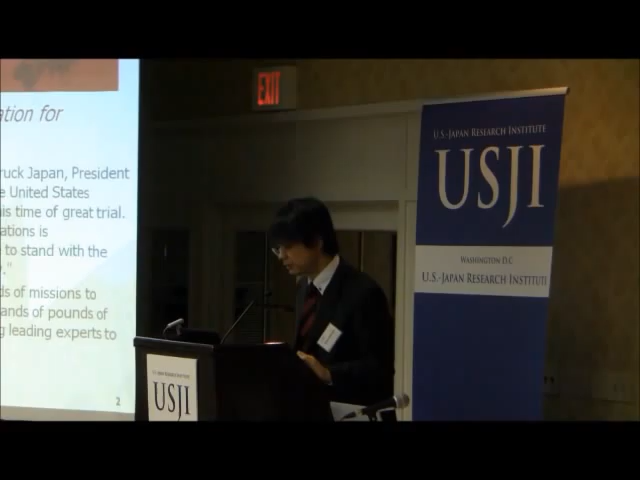 ation for
ruck Japan, President
e United States
is time of great trial.
ations is
to stand with the
."
ds of missions to
ands of pounds of
g leading experts to
2
EXIT
U.S.-JAPAN RESEARCH INSTITUTE
USJI
WASHINGTON D.C
U.S.-JAPAN RESEARCH INSTITUTE
USJI